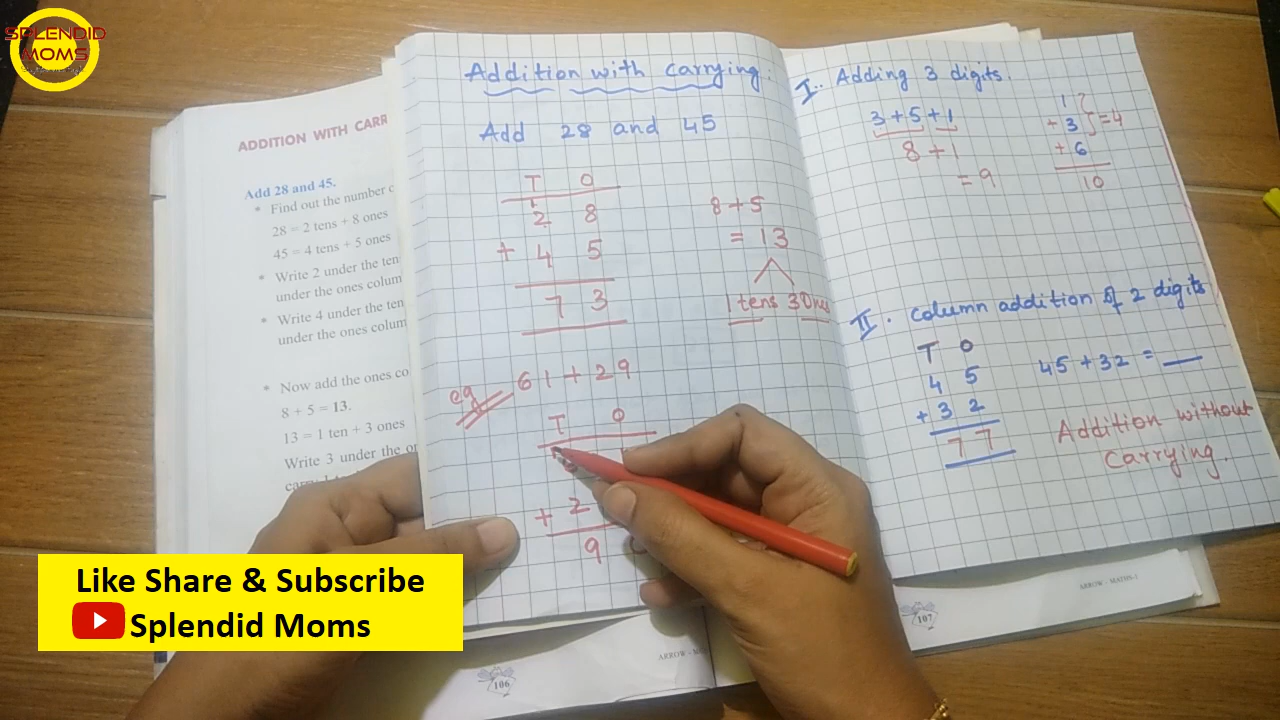 SPLENDID
MOMS
ADDITION WITH CARR
Add 28 and 45.
* Find out the number
28 = 2 tens + 8 ones
45 = 4 tens + 5 ones
* Write 2 under the ten
under the ones colum
* Write 4 under the ten
under the ones colum
* Now add the ones co
8 + 5 = 13.
13 = 1 ten + 3 ones
Write 3 under the
Addition with carrying:
Add 28 and 45
T O
1
2 8
+ 4 5
7 3
8+5
= 13
1 tens 3 Ones
eg 61+29
T O
+ 2
9
I. Adding 3 digits.
3+5+1
8+1
=9
1
+ 3 =4
+ 6
10
II. column addition of 2 digits
T O
4 5
+ 3 2
7 7
45+32 = __
Addition without
Carrying.
106
ARROW - MATHS-1
107
Like Share & Subscribe
Splendid Moms